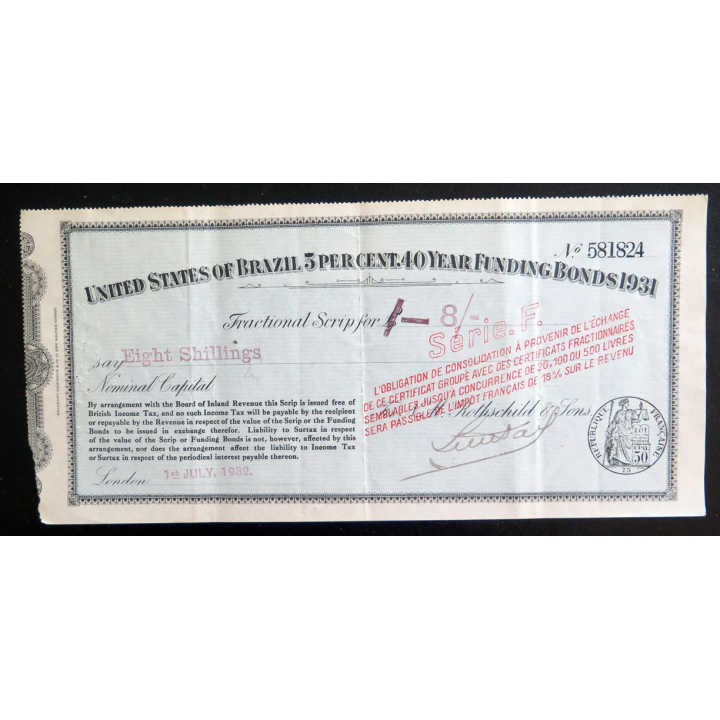 Nº 581824
UNITED STATES OF BRAZIL 5 PER CENT. 40 YEAR FUNDING BONDS 1931
Fractional Scrip for £— 8/-
Série. F.
say Eight Shillings
Nominal Capital
L'OBLIGATION DE CONSOLIDATION À PROVENIR DE L'ÉCHANGE
DE CE CERTIFICAT GROUPÉ AVEC DES CERTIFICATS FRACTIONNAIRES
SEMBLABLES JUSQU'À CONCURRENCE DE 20, 100 OU 500 LIVRES
SERA PASSIBLE DE L'IMPÔT FRANÇAIS DE 18% SUR LE REVENU
By arrangement with the Board of Inland Revenue this Scrip is issued free of
British Income Tax, and no such Income Tax will be payable by the recipient
or repayable by the Revenue in respect of the value of the Scrip or the Funding
Bonds to be issued in exchange therefor. Liability to Surtax in respect
of the value of the Scrip or Funding Bonds is not, however, affected by this
arrangement, nor does the arrangement affect the liability to Income Tax
or Surtax in respect of the periodical interest payable thereon.
London 1st JULY, 1932.
Rothschild & Sons
RÉPUBLIQUE FRANÇAISE
LOI
50
75